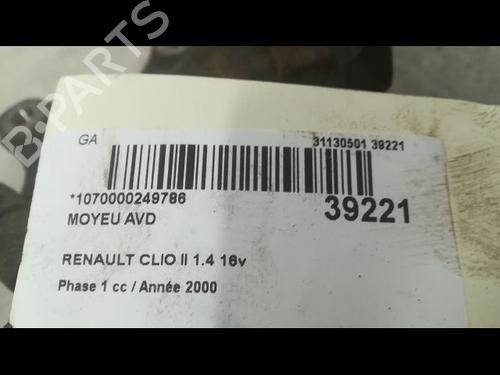 B-PARTS
GA
31130501 39221
*1070000249786
39221
MOYEU AVD
RENAULT CLIO II 1.4 16v
Phase 1 cc / Année 2000